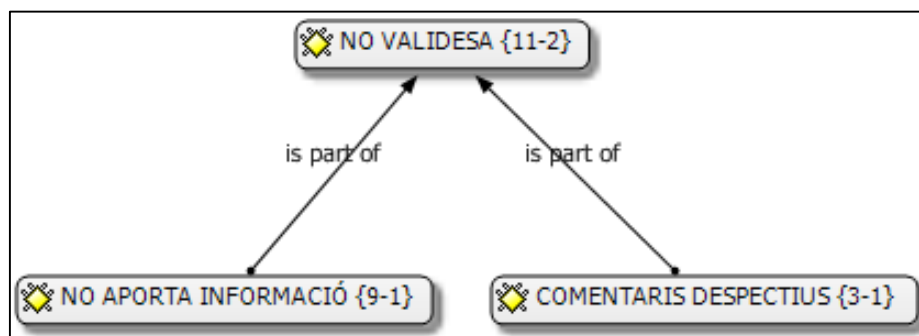 NO VALIDESA {11-2}
is part of
is part of
NO APORTA INFORMACIÓ {9-1}
COMENTARIS DESPECTIUS {3-1}